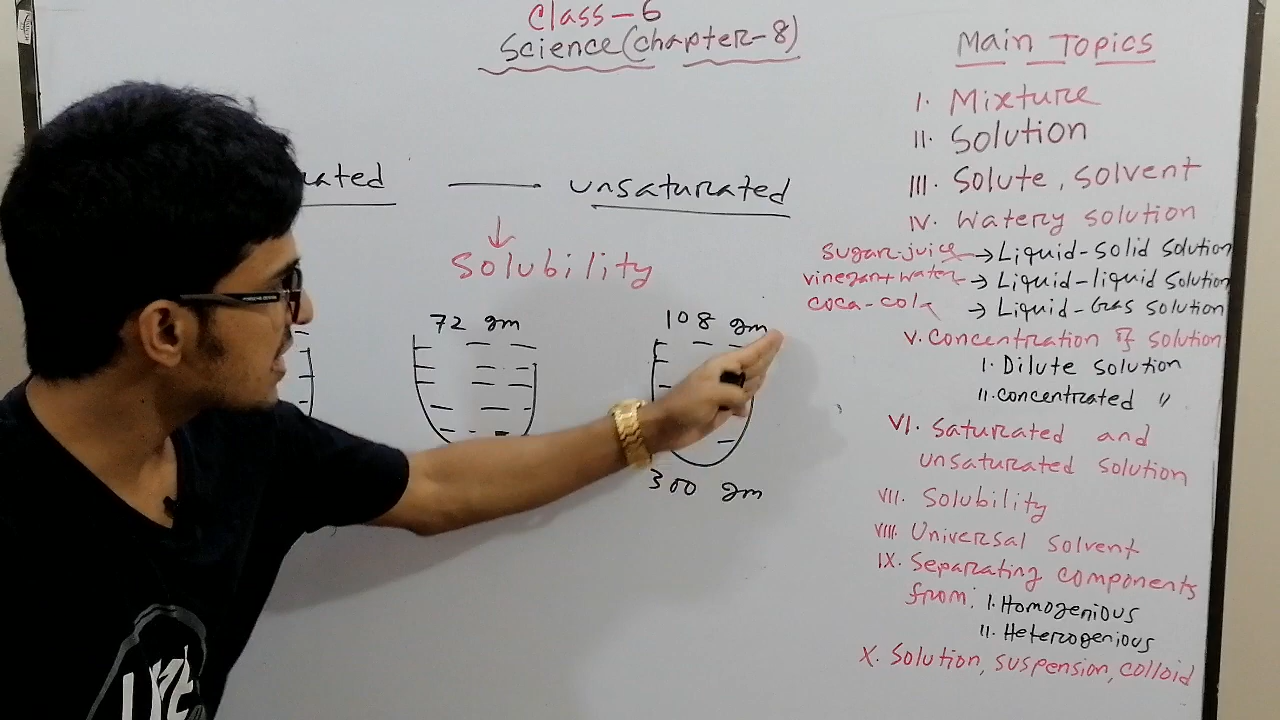 Class-6
Science (chapter-8)
unsaturated
Solubility
72 gm
108 gm
300 gm
Main Topics
I. Mixture
II. Solution
III. Solute, solvent
IV. Watery solution
Sugar-juice → Liquid-solid solution
vinegar+water → Liquid-liquid solution
coca-cola → Liquid-Gas solution
V. Concentration of solution
I. Dilute solution
II. concentrated "
VI. Saturated and
unsaturated solution
VII. Solubility
VIII. Universal solvent
IX. Separating components
from: I. Homogenious
II. Heterogenious
X. Solution, suspension, colloid